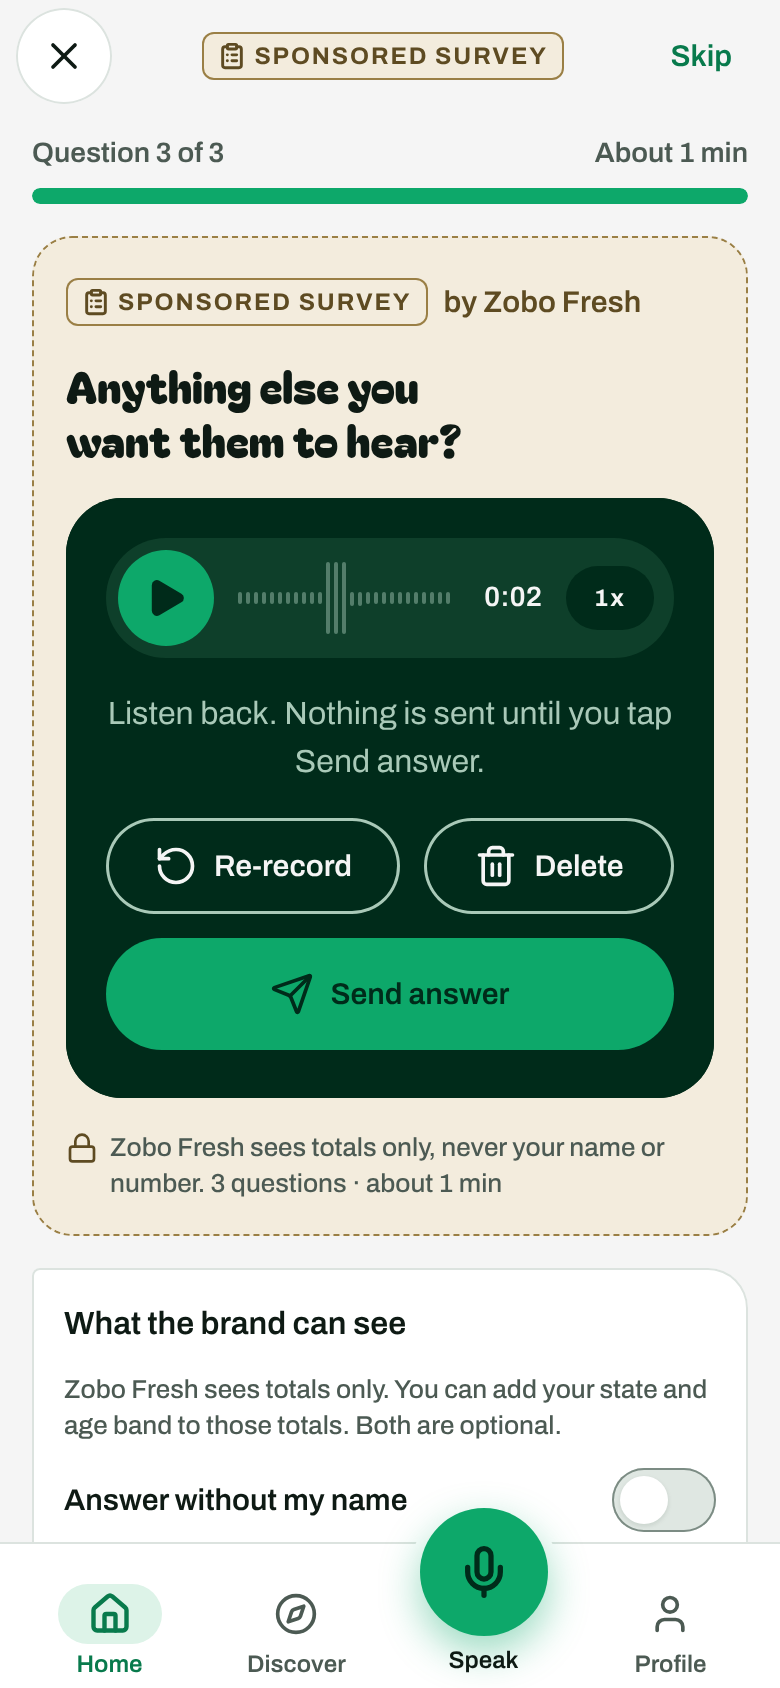 SPONSORED SURVEY
Skip
Question 3 of 3
About 1 min
SPONSORED SURVEY by Zobo Fresh
Anything else you
want them to hear?
0:02
1x
Listen back. Nothing is sent until you tap
Send answer.
Re-record
Delete
Send answer
Zobo Fresh sees totals only, never your name or
number. 3 questions · about 1 min
What the brand can see
Zobo Fresh sees totals only. You can add your state and
age band to those totals. Both are optional.
Answer without my name
Home
Discover
Speak
Profile